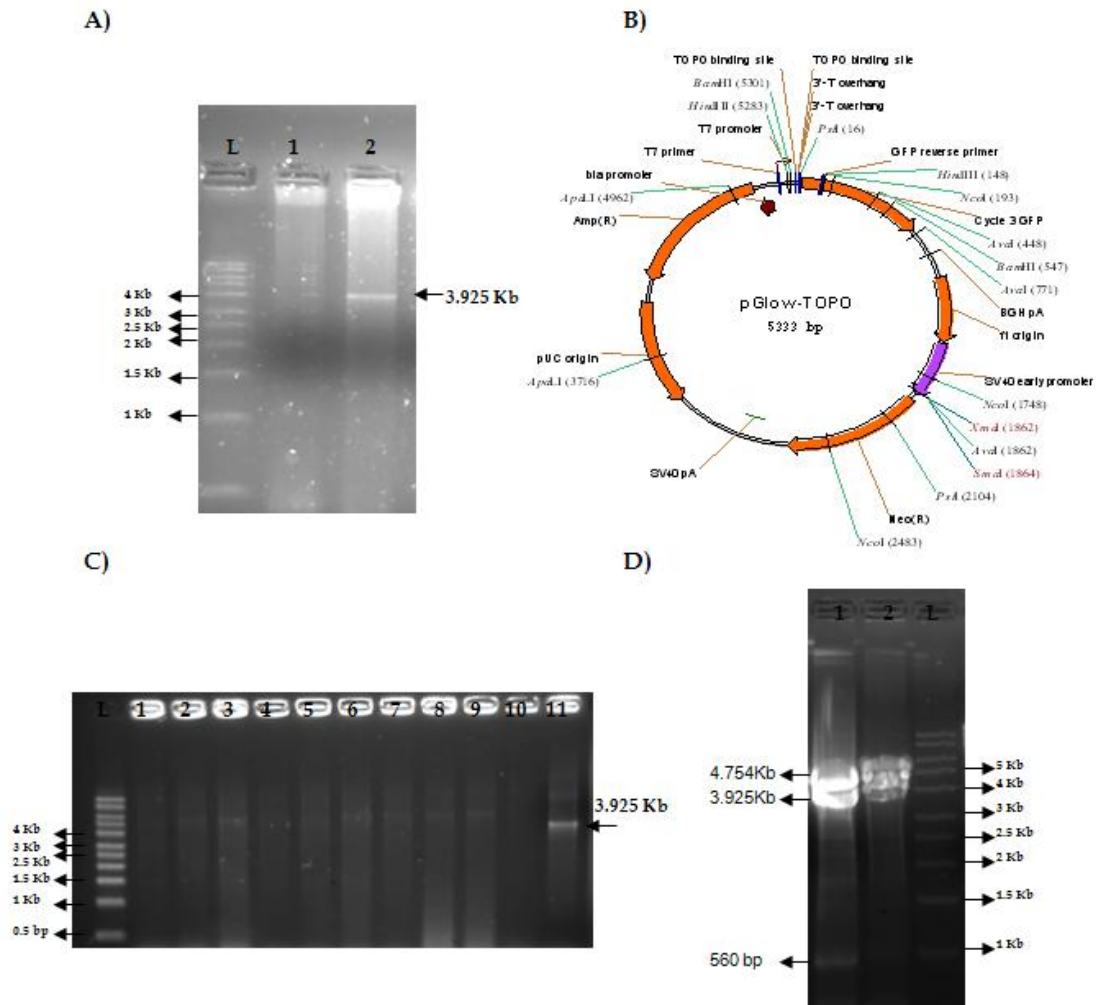 A)
L 1 2
4 Kb
3 Kb
2.5 Kb
2 Kb
1.5 Kb
1 Kb
3.925 Kb
B)
TOPO binding site
BamHI (5301)
HindIII (5283)
T7 promoter
T7 primer
bla promoter
ApaLI (4962)
Amp(R)
TOPO binding site
3'-T overhang
3'-T overhang
PstI (16)
GFP reverse primer
HindIII (148)
NcoI (193)
Cycle 3 GFP
AvaI (448)
BamHI (547)
AvaI (771)
BGH pA
f1 origin
SV40 early promoter
NcoI (1748)
XmaI (1862)
AvaI (1862)
SmaI (1864)
PstI (2104)
Neo(R)
NcoI (2483)
SV40 pA
ApaLI (3716)
pUC origin
pGlow-TOPO
5333 bp
C)
L 1 2 3 4 5 6 7 8 9 10 11
4 Kb
3 Kb
2.5 Kb
1.5 Kb
1 Kb
0.5 bp
3.925 Kb
D)
1 2 L
4.754Kb
3.925Kb
560 bp
5 Kb
4 Kb
3 Kb
2.5 Kb
2 Kb
1.5 Kb
1 Kb